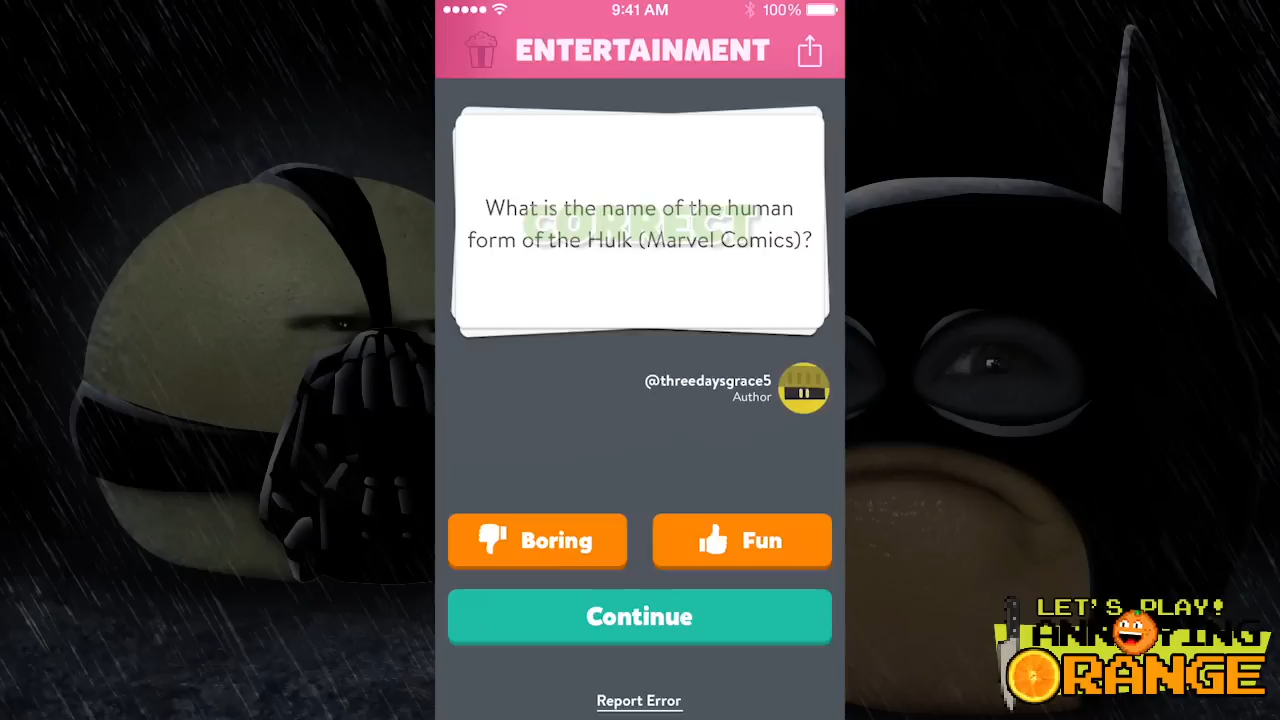 9:41 AM
100%
ENTERTAINMENT
CORRECT
What is the name of the human
form of the Hulk (Marvel Comics)?
@threedaysgrace5
Author
Boring
Fun
Continue
Report Error
LET'S PLAY!
ANNOYING
ORANGE